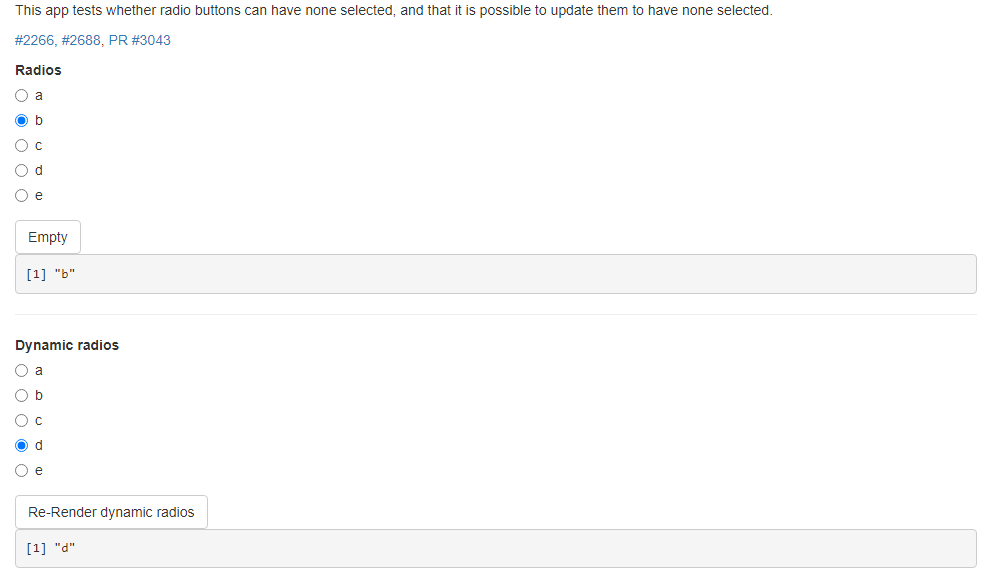 This app tests whether radio buttons can have none selected, and that it is possible to update them to have none selected.
#2266, #2688, PR #3043
Radios
a
b
c
d
e
Empty
[1] "b"
Dynamic radios
a
b
c
d
e
Re-Render dynamic radios
[1] "d"